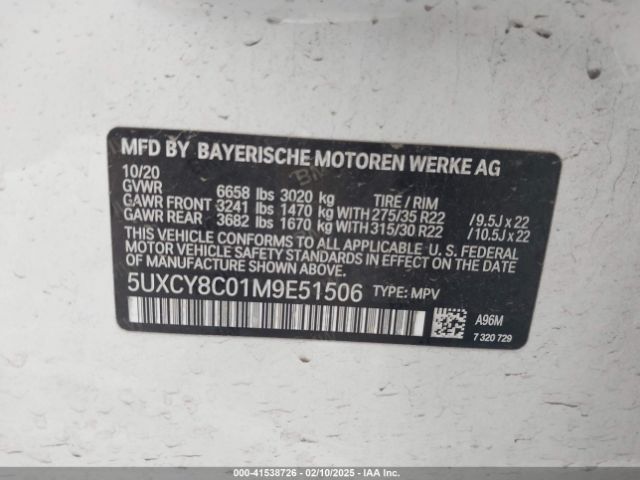 MFD BY BAYERISCHE MOTOREN WERKE AG
10/20
GVWR 6658 lbs 3020 kg TIRE / RIM
GAWR FRONT 3241 lbs 1470 kg WITH 275/35 R22 / 9.5J x 22
GAWR REAR 3682 lbs 1670 kg WITH 315/30 R22 / 10.5J x 22
THIS VEHICLE CONFORMS TO ALL APPLICABLE U. S. FEDERAL
MOTOR VEHICLE SAFETY STANDARDS IN EFFECT ON THE DATE
OF MANUFACTURE SHOWN ABOVE.
5UXCY8C01M9E51506 TYPE: MPV
A96M
7 320 729
000-41538726 - 02/10/2025 - IAA Inc.